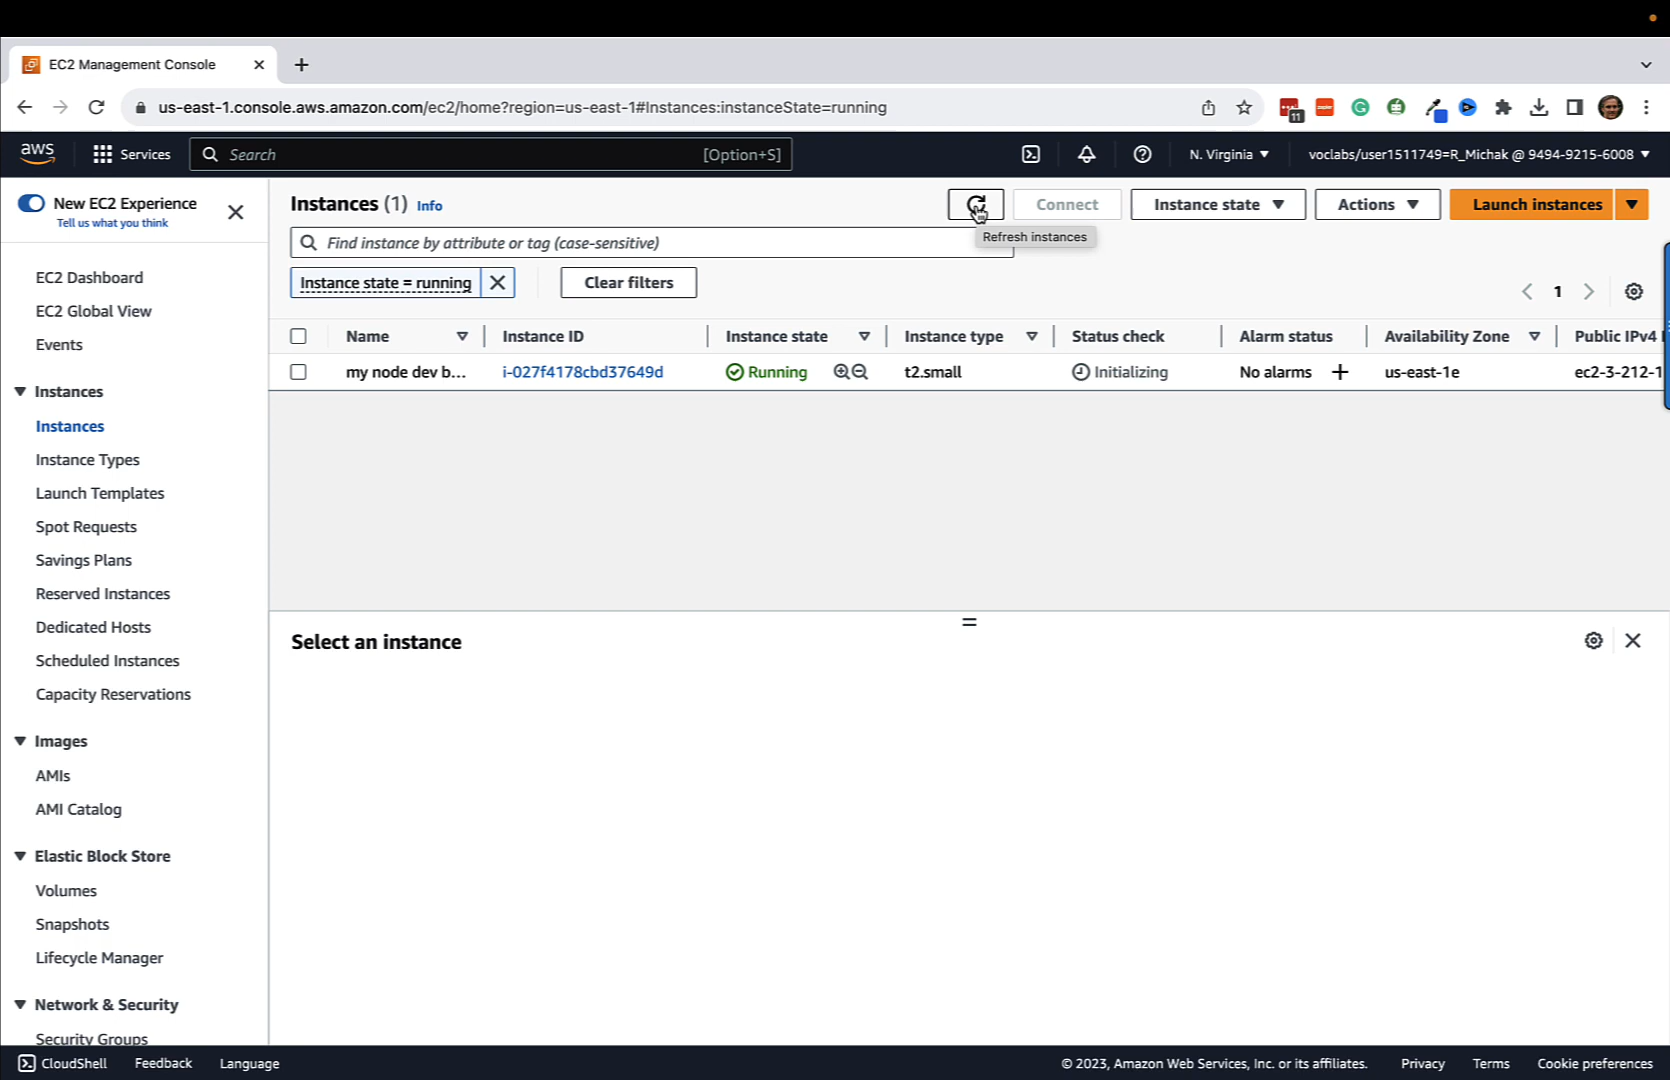 EC2 Management Console
us-east-1.console.aws.amazon.com/ec2/home?region=us-east-1#Instances:instanceState=running
11
aws
Services
Search
[Option+S]
N. Virginia
voclabs/user1511749=R_Michak @ 9494-9215-6008
New EC2 Experience
Tell us what you think
EC2 Dashboard
EC2 Global View
Events
Instances
Instances
Instance Types
Launch Templates
Spot Requests
Savings Plans
Reserved Instances
Dedicated Hosts
Scheduled Instances
Capacity Reservations
Images
AMIs
AMI Catalog
Elastic Block Store
Volumes
Snapshots
Lifecycle Manager
Network & Security
Security Groups
Instances (1) Info
Connect
Instance state
Actions
Launch instances
Refresh instances
Find instance by attribute or tag (case-sensitive)
Instance state = running
Clear filters
1
Name Instance ID Instance state Instance type Status check Alarm status Availability Zone Public IPv4
my node dev b... i-027f4178cbd37649d Running t2.small Initializing No alarms us-east-1e ec2-3-212-1
Select an instance
CloudShell Feedback Language
© 2023, Amazon Web Services, Inc. or its affiliates. Privacy Terms Cookie preferences